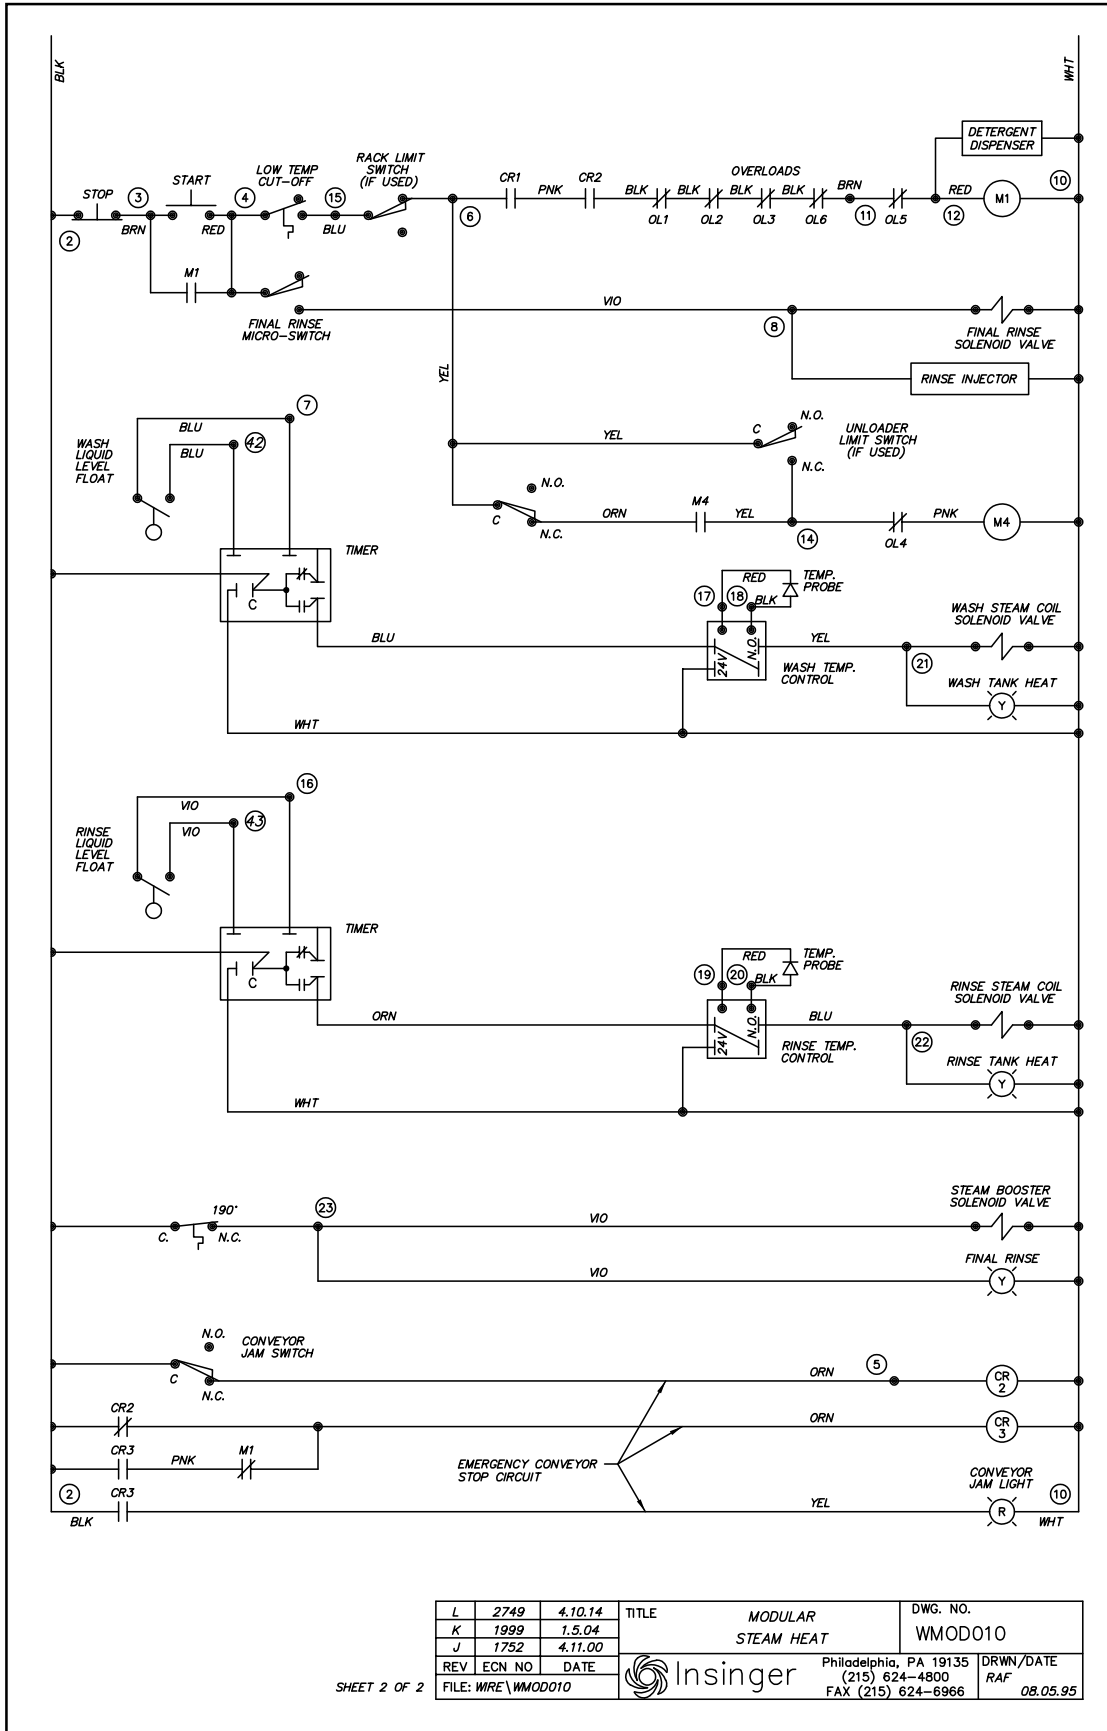 BLK
WHT
DETERGENT
DISPENSER
RACK LIMIT
SWITCH
(IF USED)
LOW TEMP
CUT-OFF
OVERLOADS
STOP
3
START
4
15
CR1
PNK
CR2
BLK
BLK
BLK
BLK
BRN
RED
10
M1
2
BRN
RED
BLU
6
OL1
OL2
OL3
OL6
11
OL5
12
M1
FINAL RINSE
MICRO-SWITCH
VIO
8
FINAL RINSE
SOLENOID VALVE
YEL
RINSE INJECTOR
7
BLU
42
BLU
WASH
LIQUID
LEVEL
FLOAT
YEL
C
N.O.
N.C.
UNLOADER
LIMIT SWITCH
(IF USED)
N.O.
C
N.C.
ORN
M4
YEL
14
OL4
PNK
M4
TIMER
C
17
18
RED
BLK
TEMP.
PROBE
BLU
24V
N.O.
YEL
WASH TEMP.
CONTROL
21
WASH STEAM COIL
SOLENOID VALVE
WASH TANK HEAT
Y
WHT
16
VIO
43
VIO
RINSE
LIQUID
LEVEL
FLOAT
TIMER
C
19
20
RED
BLK
TEMP.
PROBE
ORN
24V
N.O.
BLU
RINSE TEMP.
CONTROL
22
RINSE STEAM COIL
SOLENOID VALVE
RINSE TANK HEAT
Y
WHT
190°
C.
N.C.
23
VIO
STEAM BOOSTER
SOLENOID VALVE
VIO
FINAL RINSE
Y
N.O.
C
N.C.
CONVEYOR
JAM SWITCH
ORN
5
CR
2
CR2
ORN
CR
3
CR3
PNK
M1
EMERGENCY CONVEYOR
STOP CIRCUIT
CONVEYOR
JAM LIGHT
2
BLK
CR3
YEL
R
10
WHT
L 2749 4.10.14
K 1999 1.5.04
J 1752 4.11.00
REV ECN NO DATE
FILE: WIRE\WMOD010
SHEET 2 OF 2
TITLE
MODULAR
STEAM HEAT
DWG. NO.
WMOD010
Insinger
Philadelphia, PA 19135
(215) 624-4800
FAX (215) 624-6966
DRWN/DATE
RAF
08.05.95